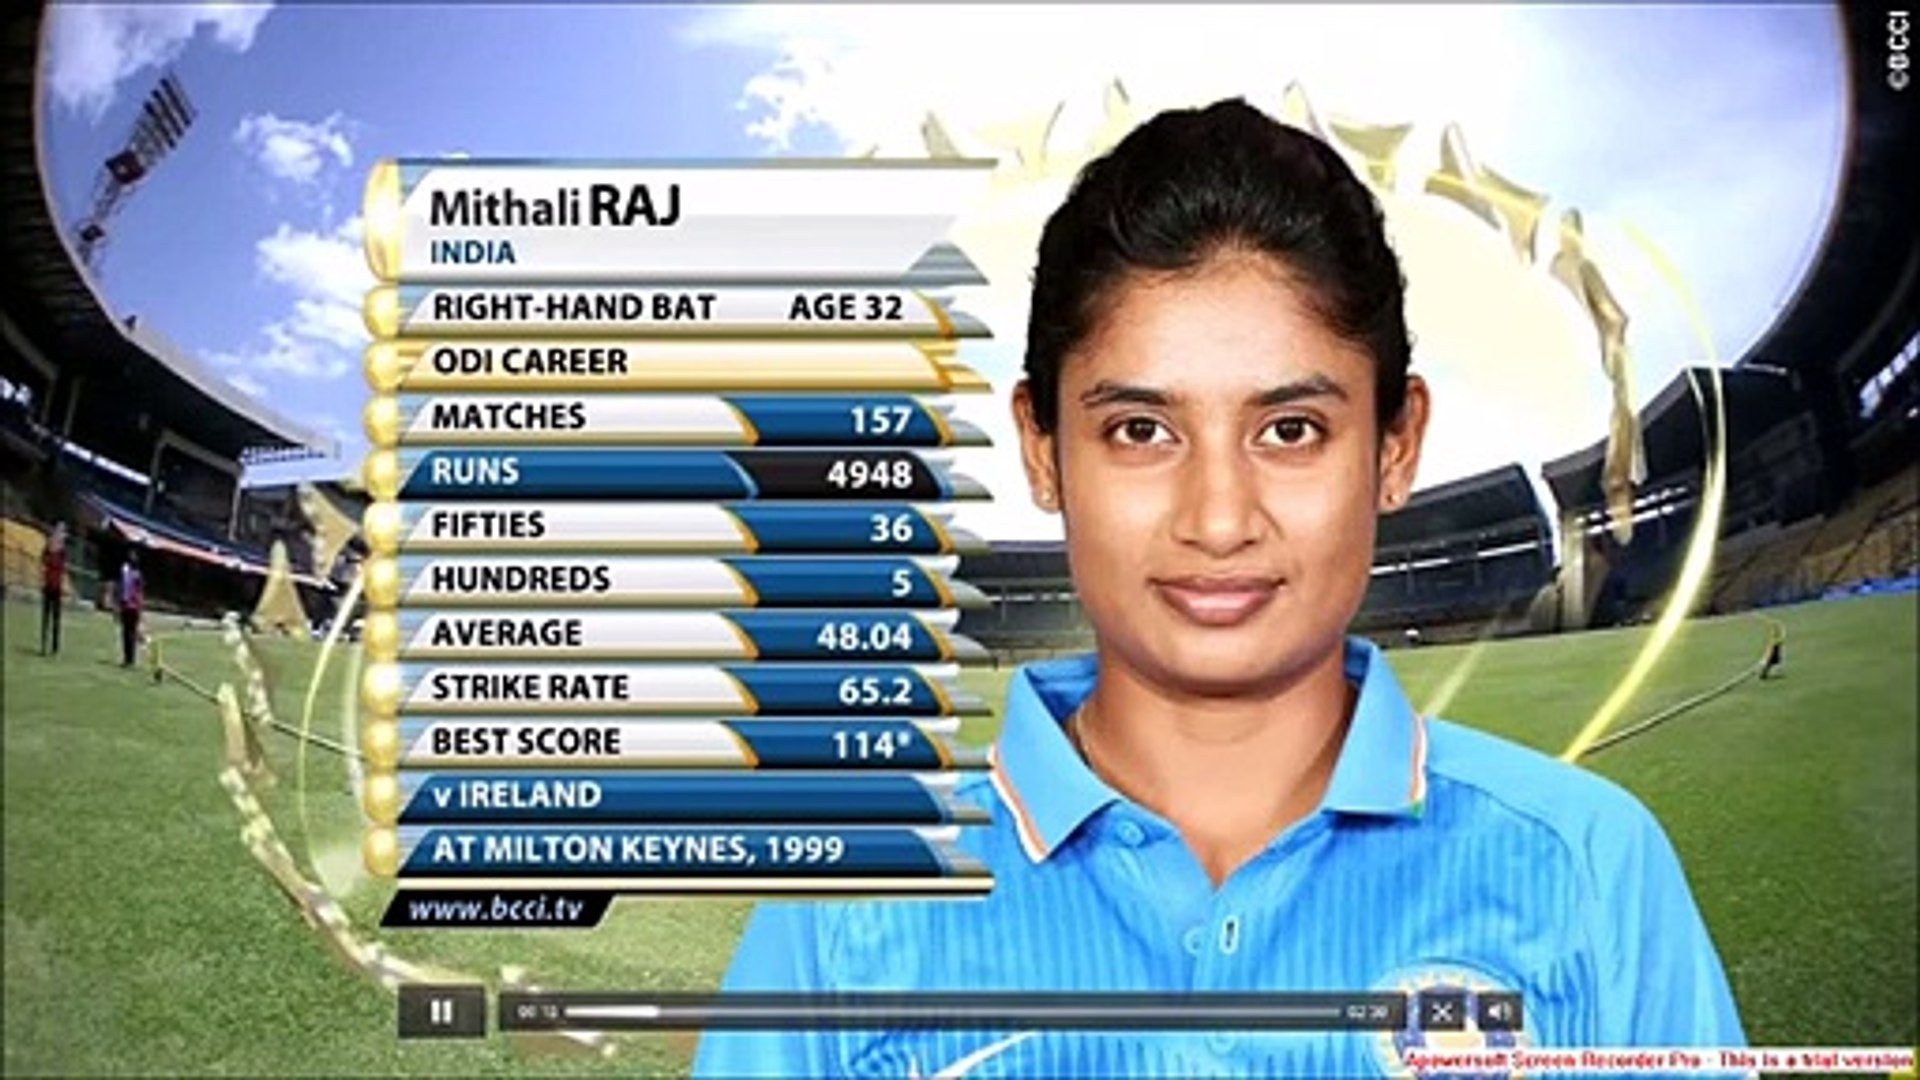 ©BCCI
Mithali RAJ
INDIA
RIGHT-HAND BAT AGE 32
ODI CAREER
MATCHES 157
RUNS 4948
FIFTIES 36
HUNDREDS 5
AVERAGE 48.04
STRIKE RATE 65.2
BEST SCORE 114*
v IRELAND
AT MILTON KEYNES, 1999
www.bcci.tv
Apowersoft Screen Recorder Pro - This is a trial version